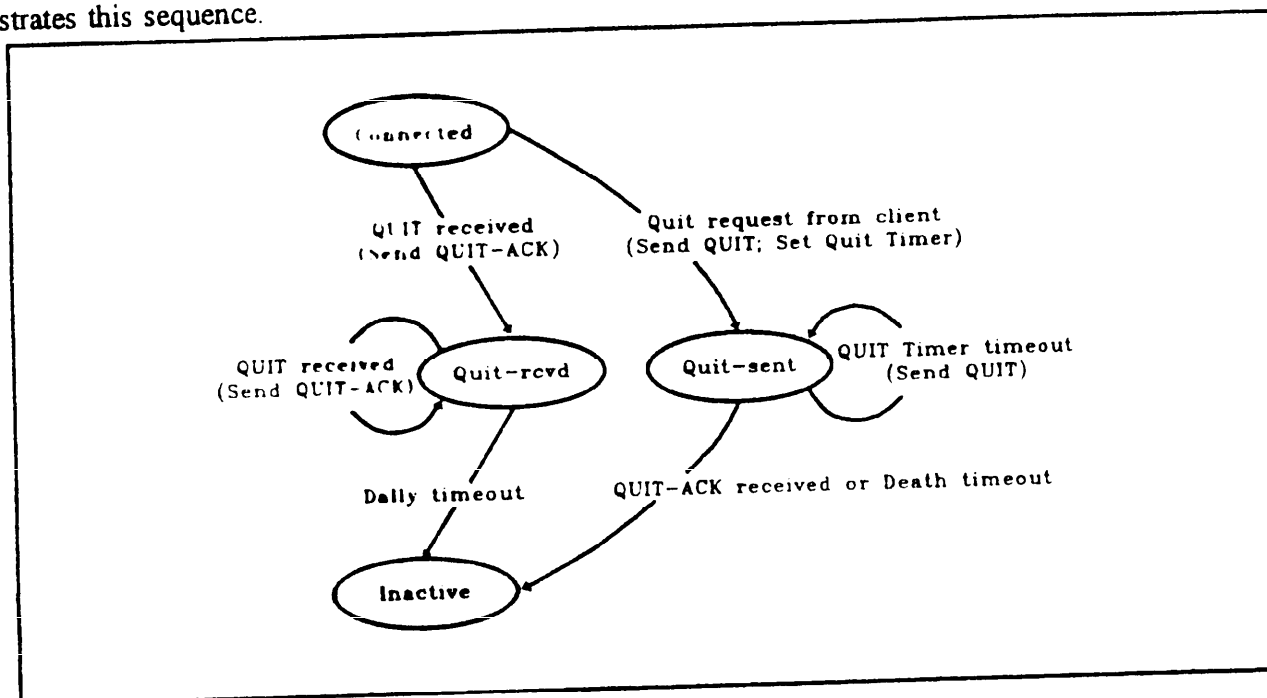 strates this sequence.
Connected
QUIT received
(Send QUIT-ACK)
Quit request from client
(Send QUIT; Set Quit Timer)
QUIT received
(Send QUIT-ACK)
Quit-rcvd
Quit-sent
QUIT Timer timeout
(Send QUIT)
Dally timeout
QUIT-ACK received or Death timeout
Inactive